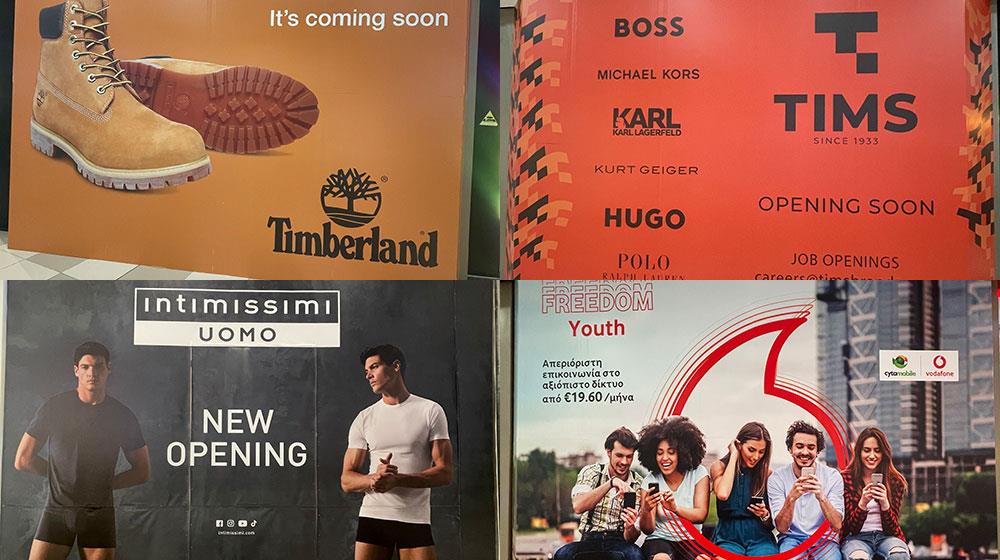 It's coming soon
Timberland®
BOSS
MICHAEL KORS
KARL
KARL LAGERFELD
KURT GEIGER
HUGO
POLO
RALPH LAUREN
TIMS
SINCE 1933
OPENING SOON
JOB OPENINGS
intimissimi
UOMO
NEW
OPENING
intimissimi.com
FREEDOM
FREEDOM
Youth
Απεριόριστη
επικοινωνία στο
αξιόπιστο δίκτυο
από €19.60/μήνα
cytamobile
vodafone